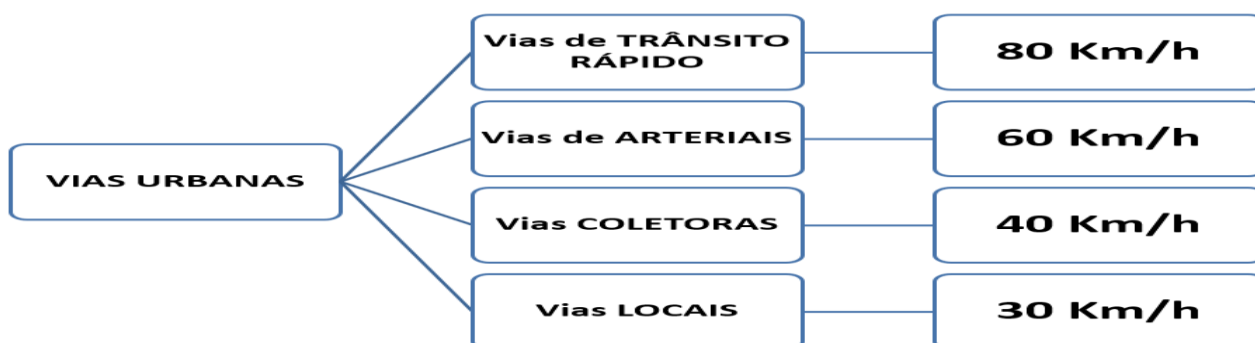 VIAS URBANAS
Vias de TRÂNSITO
RÁPIDO
80 Km/h
Vias de ARTERIAIS
60 Km/h
Vias COLETORAS
40 Km/h
Vias LOCAIS
30 Km/h